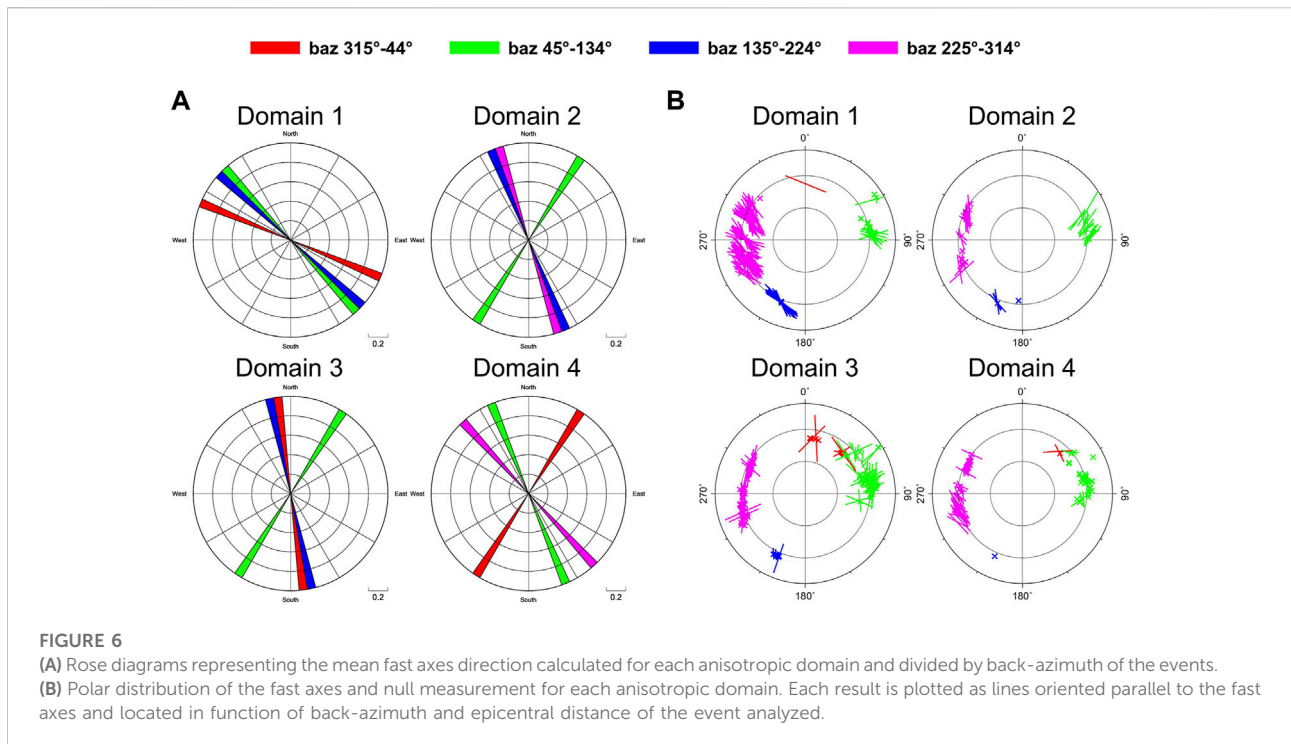 baz 315°-44° baz 45°-134° baz 135°-224° baz 225°-314°
A
Domain 1 Domain 2
North North
West East West East
South South
0.2 0.2
Domain 3 Domain 4
North North
West East West East
South South
0.2 0.2
B
Domain 1 Domain 2
0° 0°
270° 90° 270° 90°
180° 180°
Domain 3 Domain 4
0° 0°
270° 90° 270° 90°
180° 180°
FIGURE 6
(A) Rose diagrams representing the mean fast axes direction calculated for each anisotropic domain and divided by back-azimuth of the events.
(B) Polar distribution of the fast axes and null measurement for each anisotropic domain. Each result is plotted as lines oriented parallel to the fast
axes and located in function of back-azimuth and epicentral distance of the event analyzed.